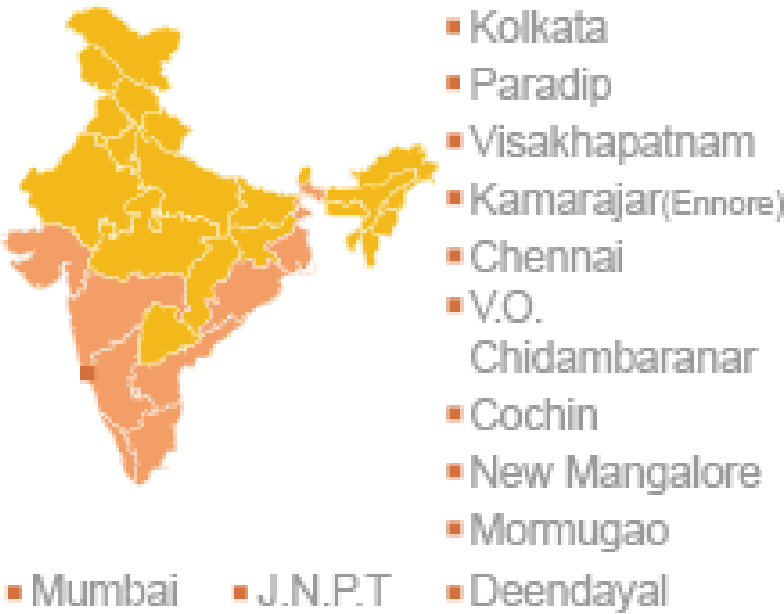 Kolkata
Paradip
Visakhapatnam
Kamarajar(Ennore)
Chennai
V.O.
Chidambaranar
Cochin
New Mangalore
Mormugao
Mumbai J.N.P.T Deendayal